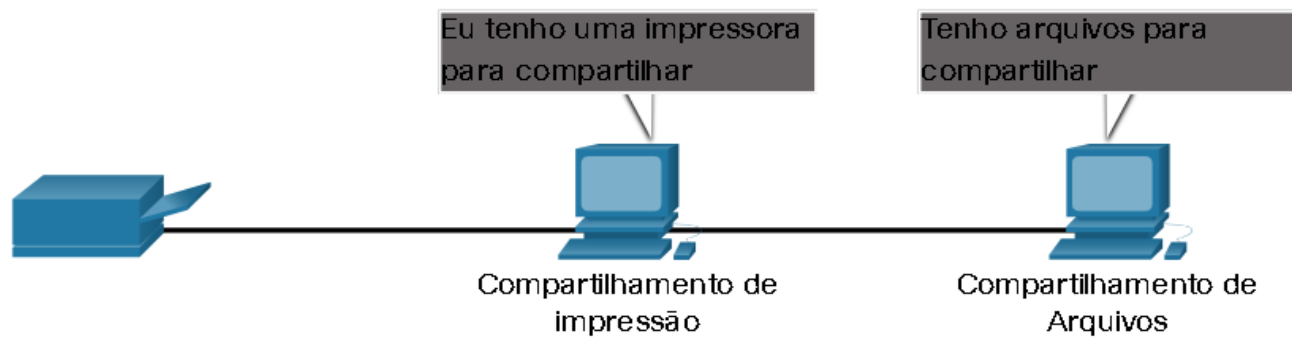 Eu tenho uma impressora
para compartilhar
Tenho arquivos para
compartilhar
Compartilhamento de
impressão
Compartilhamento de
Arquivos